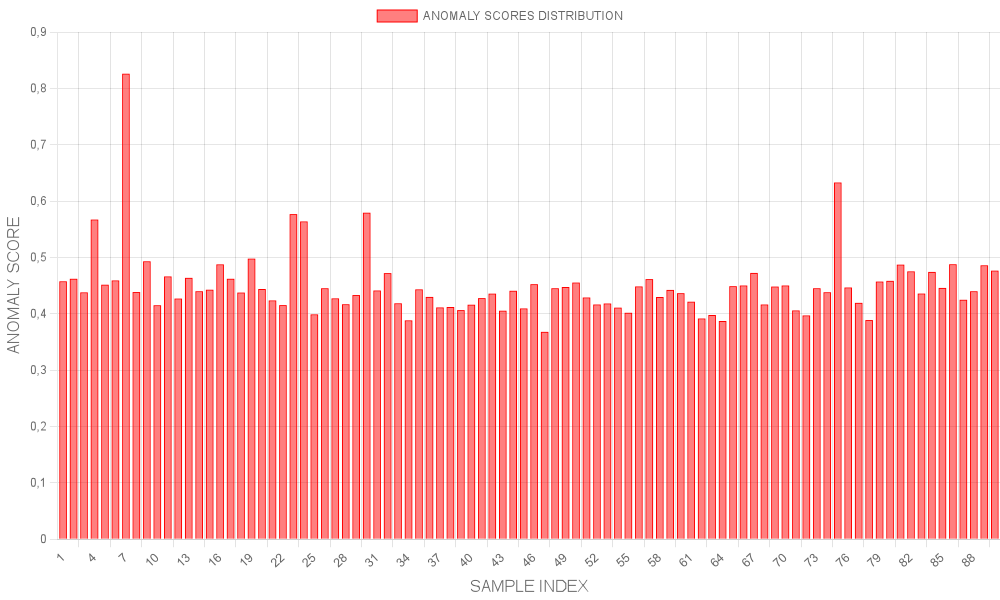 ANOMALY SCORES DISTRIBUTION
0,9
0,8
0,7
0,6
0,5
0,4
0,3
0,2
0,1
0
ANOMALY SCORE
1 4 7 10 13 16 19 22 25 28 31 34 37 40 43 46 49 52 55 58 61 64 67 70 73 76 79 82 85 88
SAMPLE INDEX